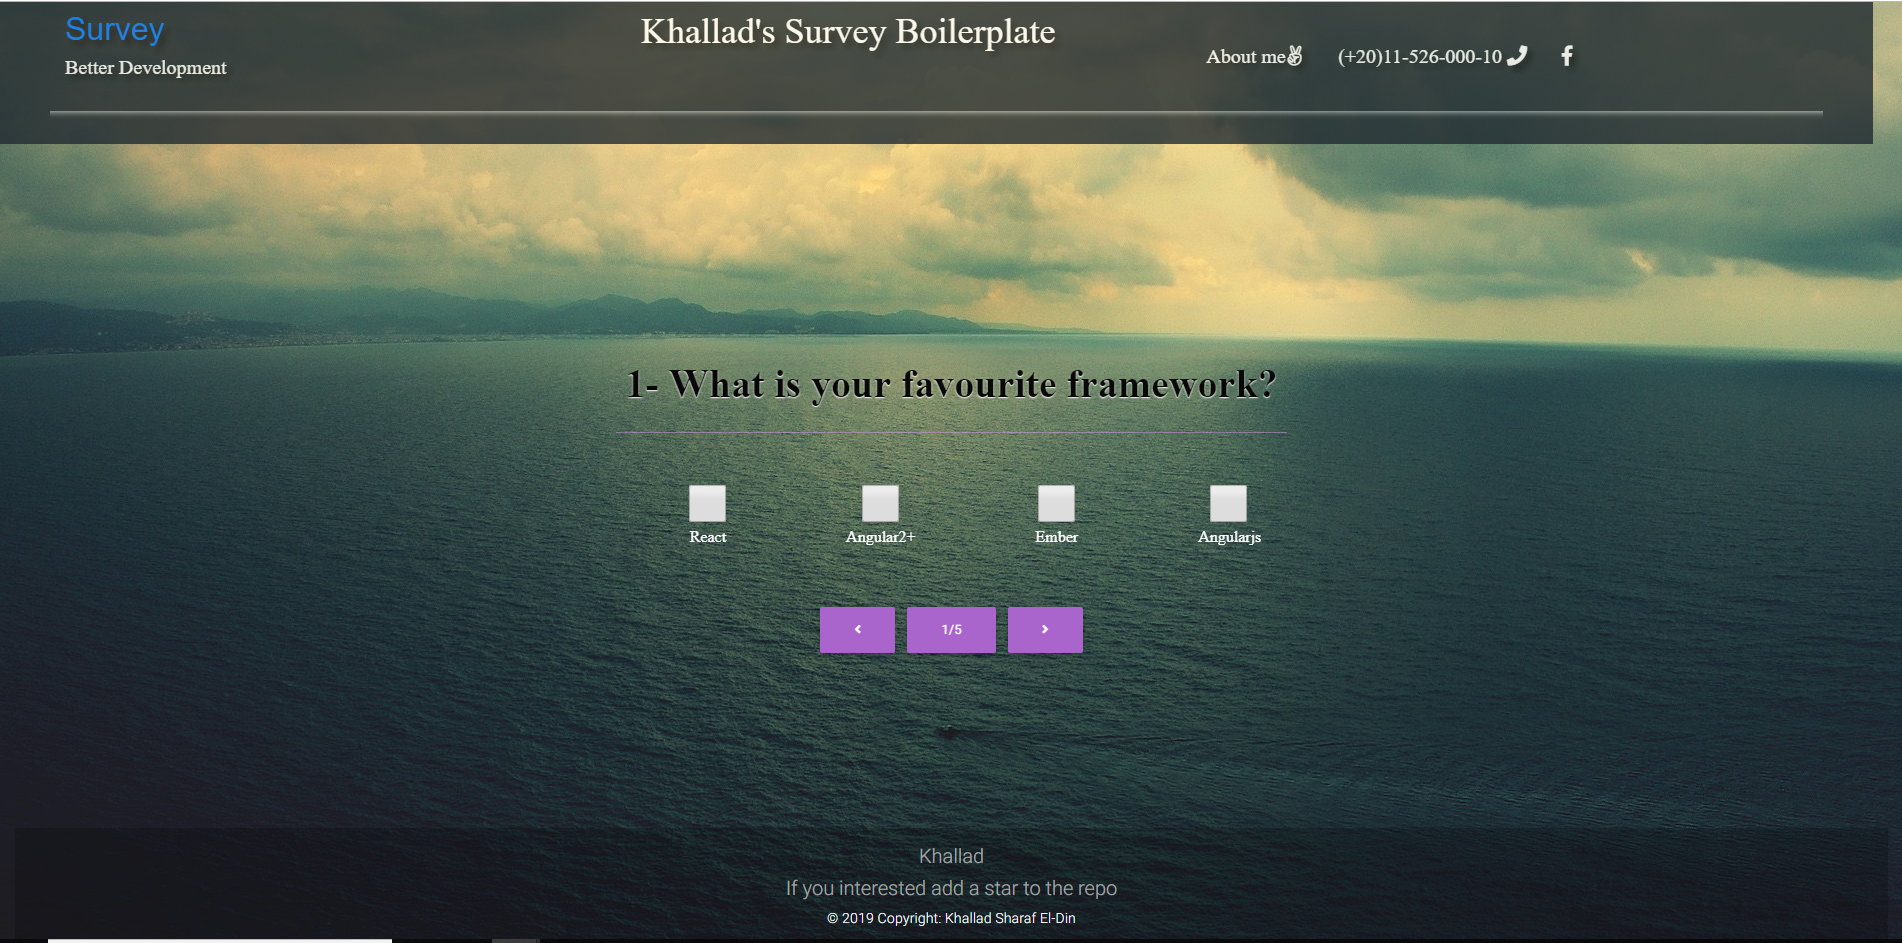 Survey
Better Development
Khallad's Survey Boilerplate
About me
(+20)11-526-000-10
1- What is your favourite framework?
React
Angular2+
Ember
Angularjs
1/5
Khallad
If you interested add a star to the repo
© 2019 Copyright: Khallad Sharaf El-Din